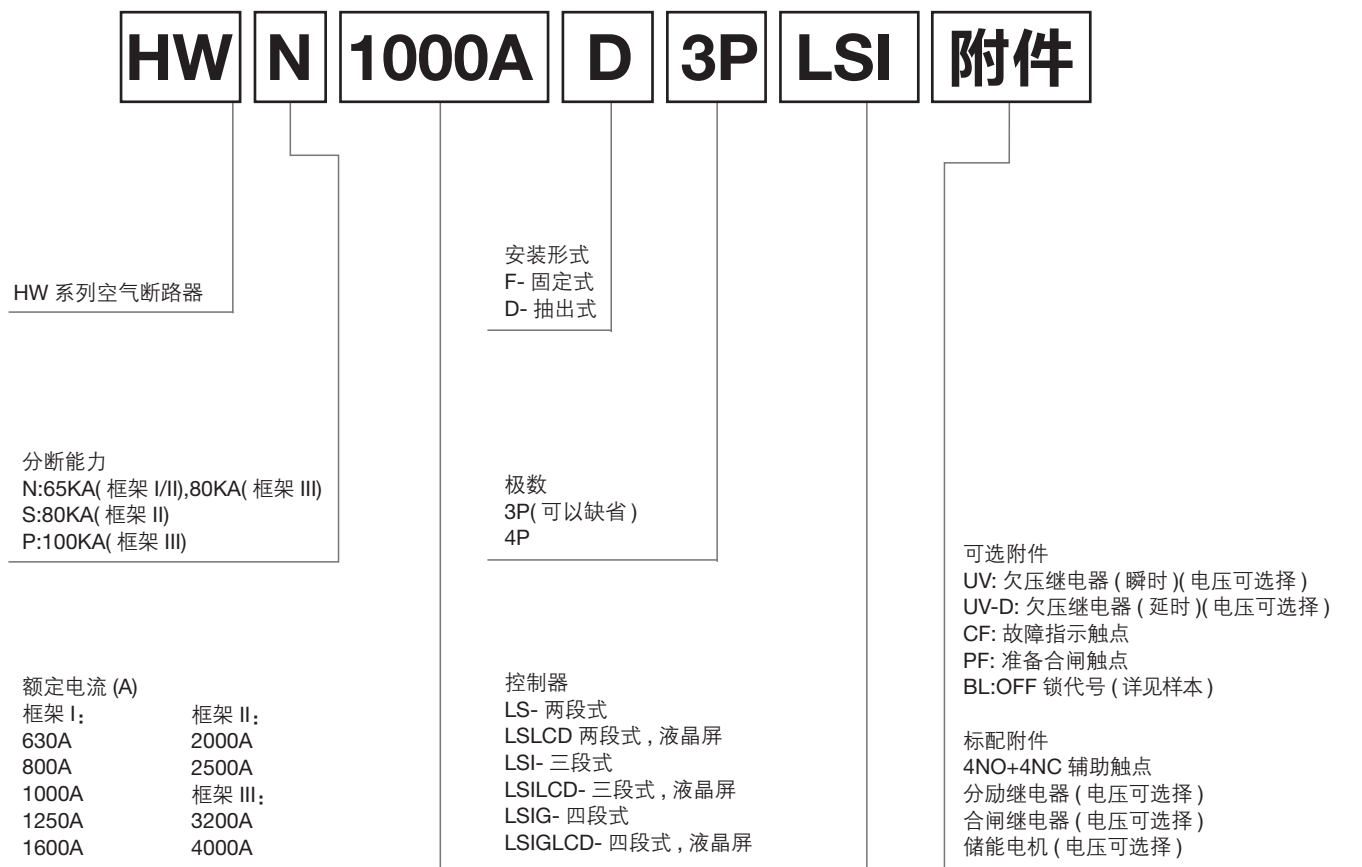 HW N 1000A D 3P LSI 附件
HW 系列空气断路器
分断能力
N:65KA( 框架 I/II),80KA( 框架 III)
S:80KA( 框架 II)
P:100KA( 框架 III)
额定电流 (A)
框架 I：
630A
800A
1000A
1250A
1600A
框架 II：
2000A
2500A
框架 III：
3200A
4000A
安装形式
F- 固定式
D- 抽出式
极数
3P( 可以缺省 )
4P
控制器
LS- 两段式
LSLCD 两段式 , 液晶屏
LSI- 三段式
LSILCD- 三段式 , 液晶屏
LSIG- 四段式
LSIGLCD- 四段式 , 液晶屏
可选附件
UV: 欠压继电器 ( 瞬时 )( 电压可选择 )
UV-D: 欠压继电器 ( 延时 )( 电压可选择 )
CF: 故障指示触点
PF: 准备合闸触点
BL:OFF 锁代号 ( 详见样本 )
标配附件
4NO+4NC 辅助触点
分励继电器 ( 电压可选择 )
合闸继电器 ( 电压可选择 )
储能电机 ( 电压可选择 )